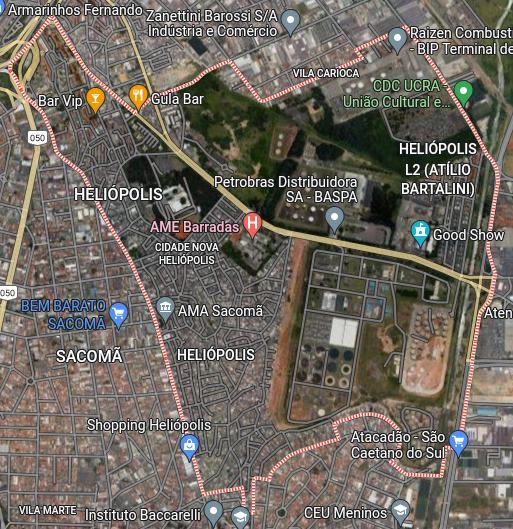 Armarinhos Fernando
Zanettini Barossi S/A
Indústria e Comércio
Raizen Combust
- BIP Terminal de
VILA CARIOCA
CDC UCRA -
União Cultural e...
Bar Vip
Gula Bar
050
HELIÓPOLIS
L2 (ATÍLIO
BARTALINI)
HELIÓPOLIS
Petrobras Distribuidora
SA - BASPA
AME Barradas
Good Show
CIDADE NOVA
HELIÓPOLIS
050
BEM BARATO
SACOMÃ
AMA Sacomã
Aten
SACOMÃ
HELIÓPOLIS
Shopping Heliópolis
Atacadão - São
Caetano do Sul
VILA MARTE
Instituto Baccarelli
CEU Meninos